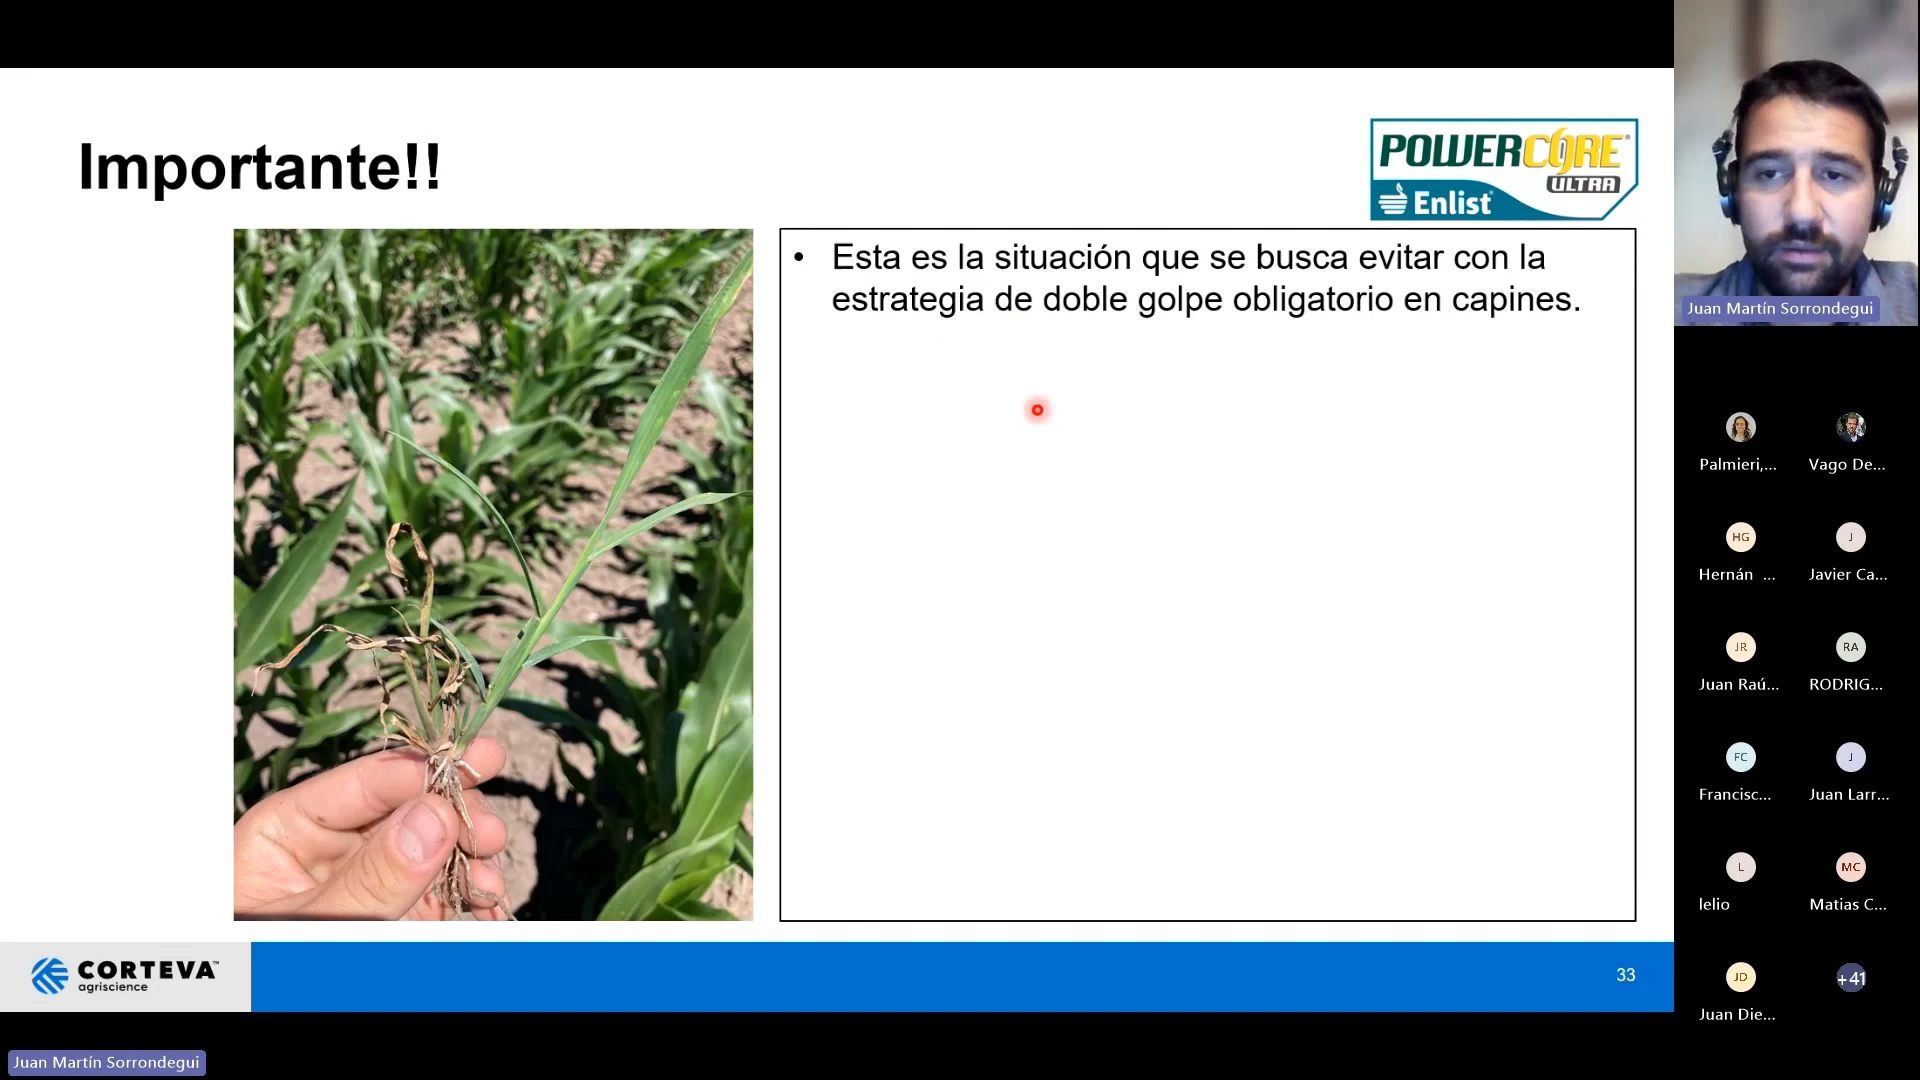 Importante!!
POWERCORE®
ULTRA
Enlist®
• Esta es la situación que se busca evitar con la
estrategia de doble golpe obligatorio en capines.
CORTEVA™
agriscience
33
Juan Martín Sorrondegui
Juan Martín Sorrondegui
Palmieri,...
Vago De...
HG
Hernán ...
J
Javier Ca...
JR
Juan Raú...
RA
RODRIG...
FC
Francisc...
J
Juan Larr...
L
lelio
MC
Matias C...
JD
Juan Die...
+41